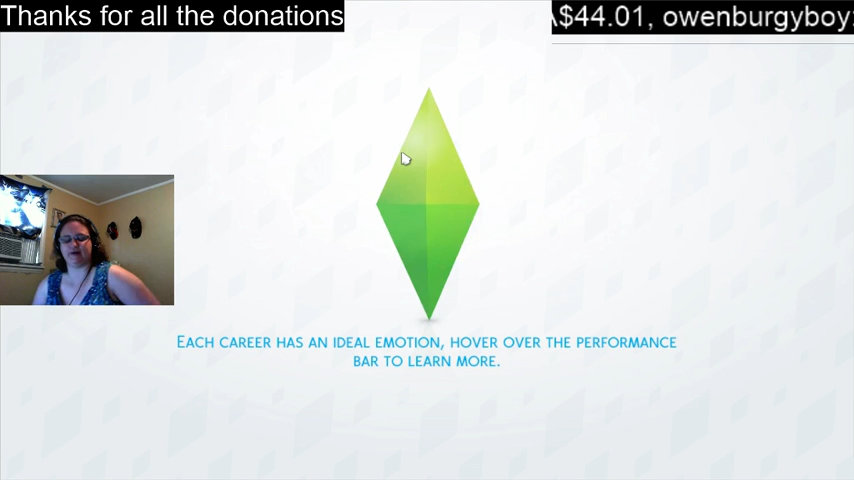 Thanks for all the donations
A$44.01, owenburgyboy:
EACH CAREER HAS AN IDEAL EMOTION, HOVER OVER THE PERFORMANCE
BAR TO LEARN MORE.